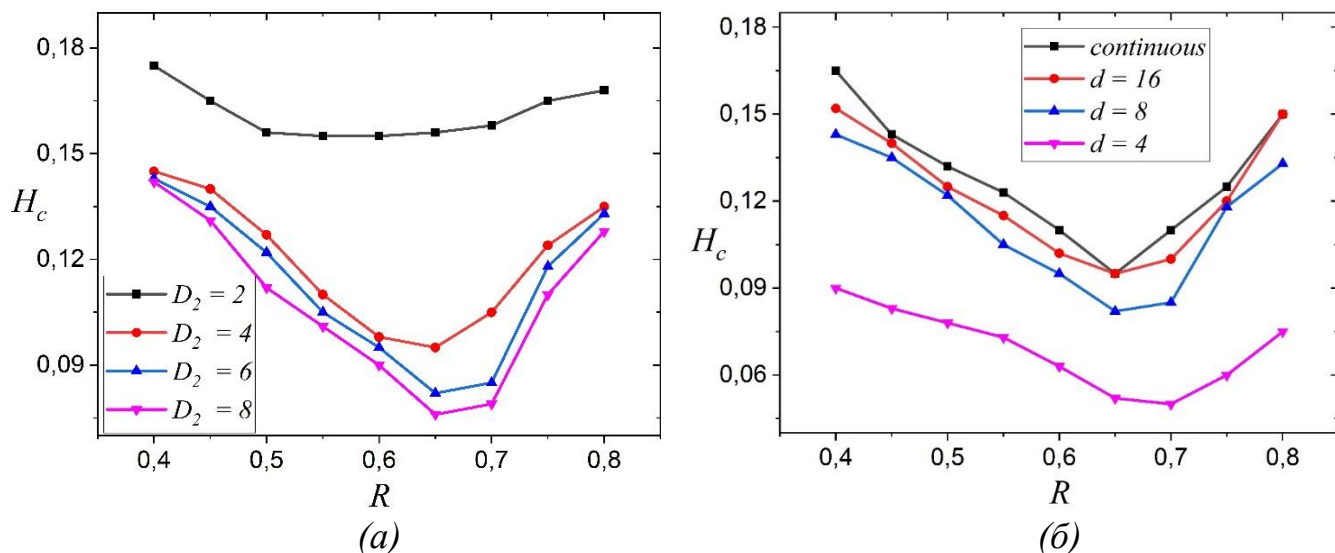 0,18
0,15
0,12
0,09
H_c
D_2 = 2
D_2 = 4
D_2 = 6
D_2 = 8
0,4 0,5 0,6 0,7 0,8
R
(а)
0,18
0,15
0,12
0,09
0,06
H_c
continuous
d = 16
d = 8
d = 4
0,4 0,5 0,6 0,7 0,8
R
(б)